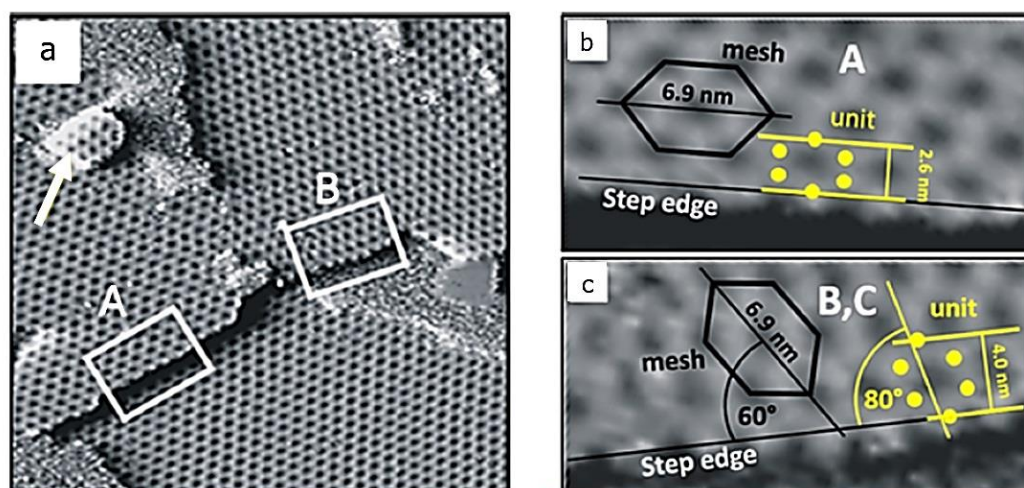 a
B
A
b
mesh
A
6.9 nm
unit
2.6 nm
Step edge
c
B,C
unit
6.9 nm
mesh
4.0 nm
80°
60°
Step edge